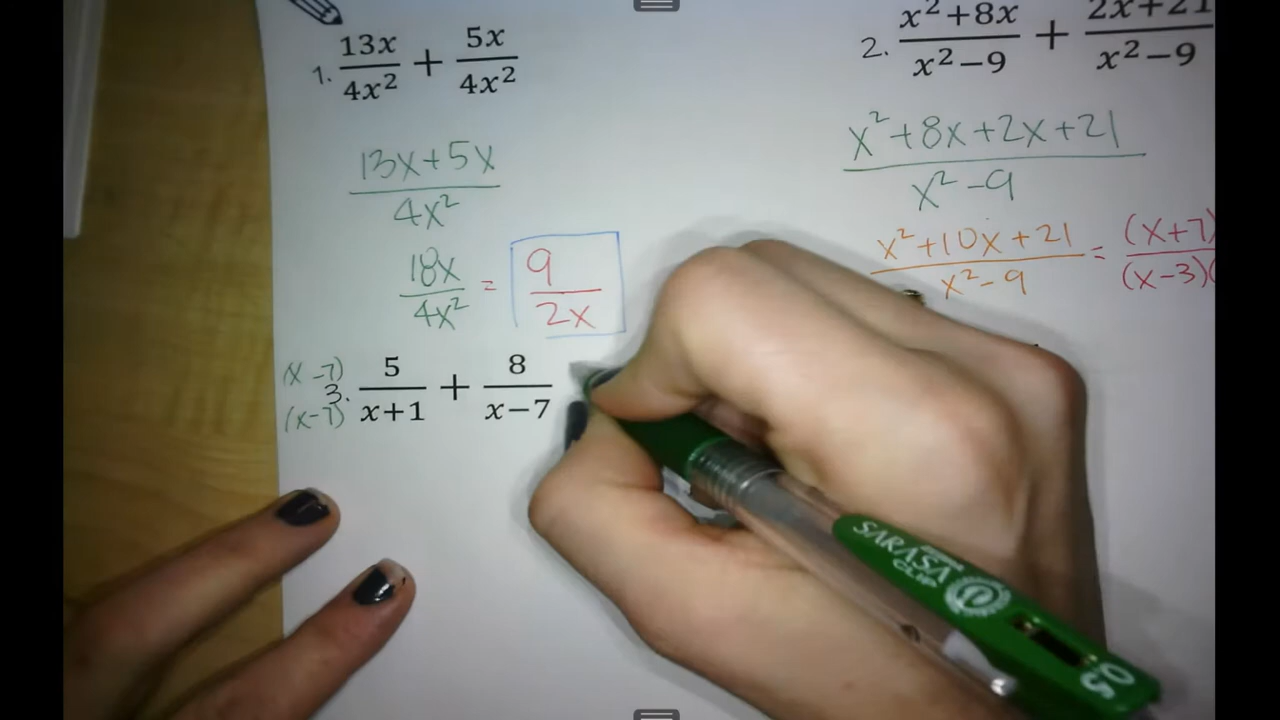 1. 13x/4x² + 5x/4x²
13x+5x/4x²
18x/4x² = 9/2x
2. x²+8x/x²−9 + 2x+21/x²−9
x²+8x+2x+21/x²-9
x²+10x+21/x²-9 = (x+7)/(x-3)(
(x-7)/(x-7) 3. 5/x+1 + 8/x−7
SARASA
CLIP
0.5